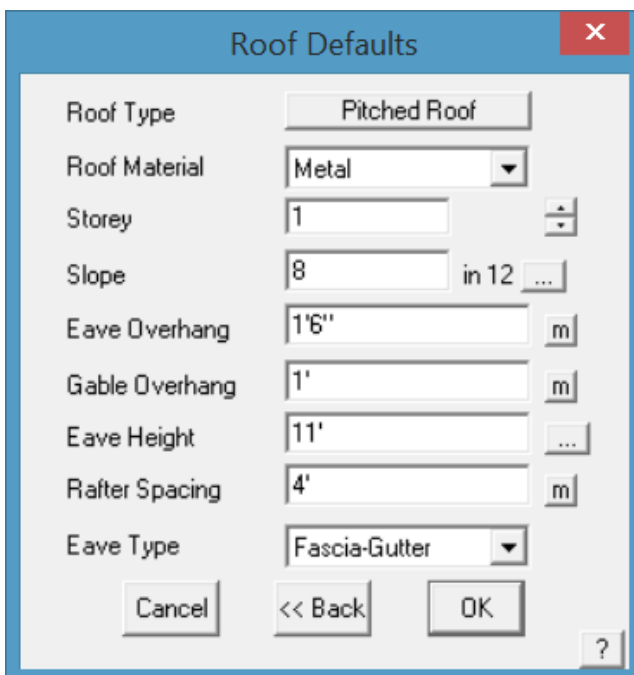 Roof Defaults
Roof Type Pitched Roof
Roof Material Metal
Storey 1
Slope 8 in 12 ...
Eave Overhang 1'6'' m
Gable Overhang 1' m
Eave Height 11' ...
Rafter Spacing 4' m
Eave Type Fascia-Gutter
Cancel << Back OK
?